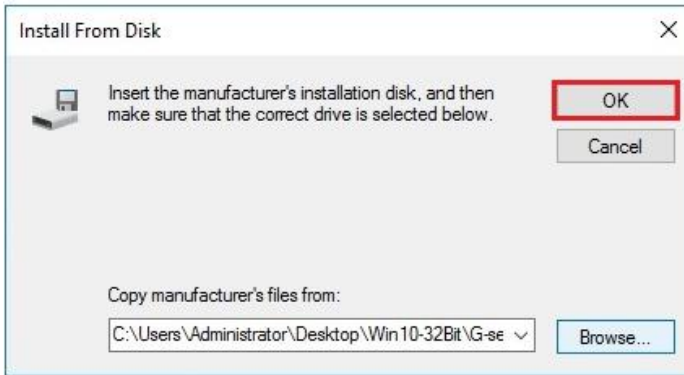 Install From Disk
Insert the manufacturer's installation disk, and then
make sure that the correct drive is selected below.
OK
Cancel
Copy manufacturer's files from:
C:\Users\Administrator\Desktop\Win10-32Bit\G-se
Browse...